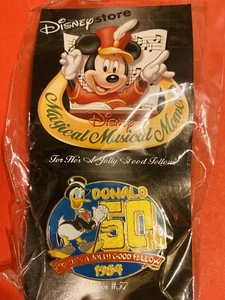 Disney store
Disney's
Magical Musical Moments
For He's A Jolly Good Fellow
DONALD
50
FOR HE'S A JOLLY GOOD FELLOW
1984
#57